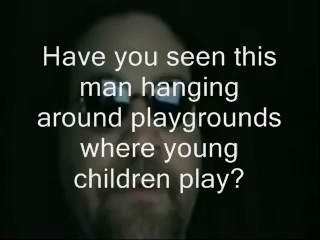 Have you seen this
man hanging
around playgrounds
where young
children play?